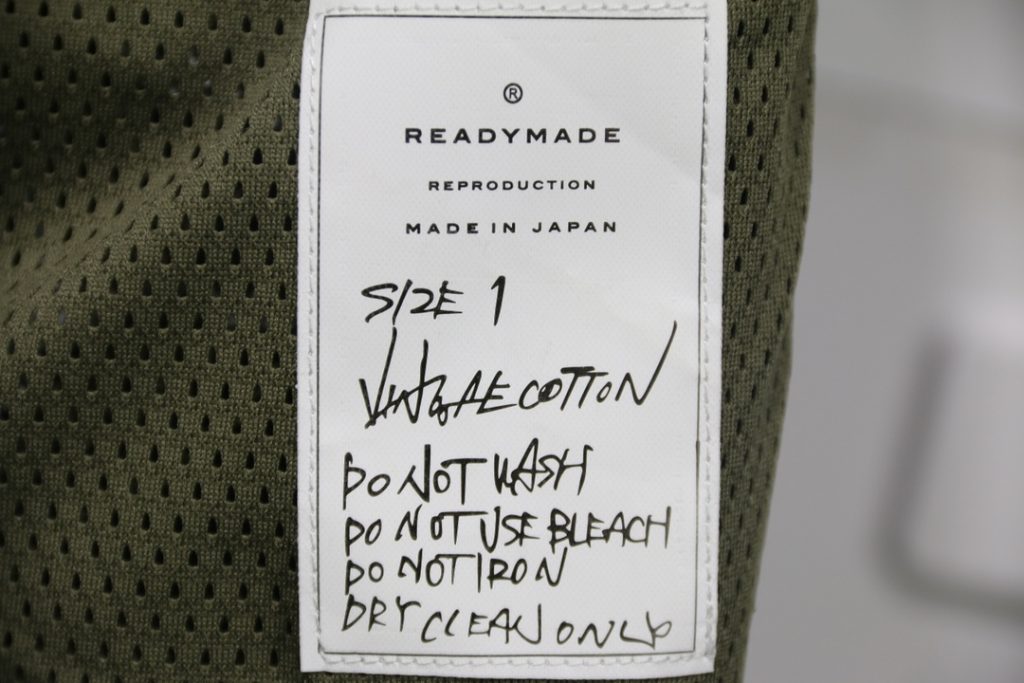 ®
READYMADE
REPRODUCTION
MADE IN JAPAN
SIZE 1
VINTAGE COTTON
DO NOT WASH
DO NOT USE BLEACH
DO NOT IRON
DRY CLEAN ONLY